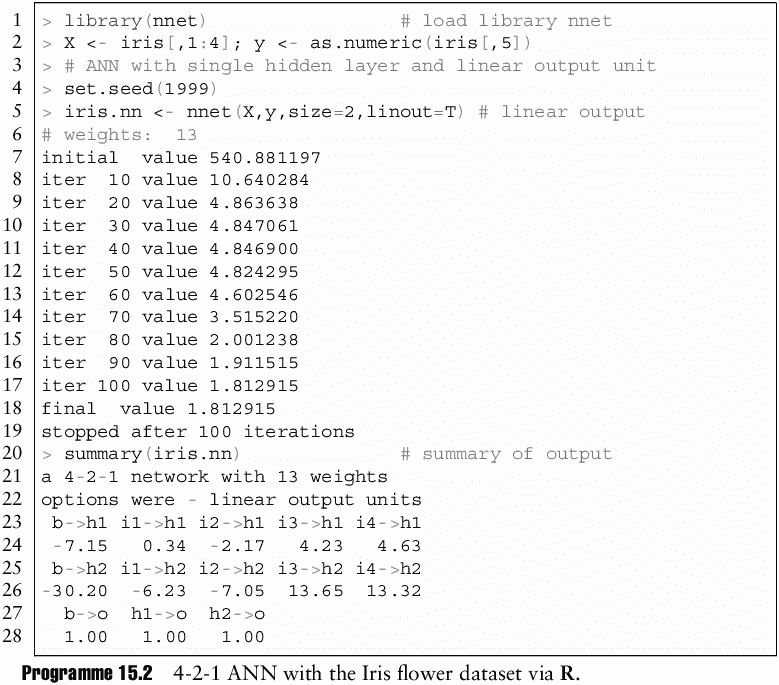 1 > library(nnet) # load library nnet
2 > X <- iris[,1:4]; y <- as.numeric(iris[,5])
3 > # ANN with single hidden layer and linear output unit
4 > set.seed(1999)
5 > iris.nn <- nnet(X,y,size=2,linout=T) # linear output
6 # weights: 13
7 initial value 540.881197
8 iter 10 value 10.640284
9 iter 20 value 4.863638
10 iter 30 value 4.847061
11 iter 40 value 4.846900
12 iter 50 value 4.824295
13 iter 60 value 4.602546
14 iter 70 value 3.515220
15 iter 80 value 2.001238
16 iter 90 value 1.911515
17 iter 100 value 1.812915
18 final value 1.812915
19 stopped after 100 iterations
20 > summary(iris.nn) # summary of output
21 a 4-2-1 network with 13 weights
22 options were - linear output units
23 b->h1 i1->h1 i2->h1 i3->h1 i4->h1
24 -7.15 0.34 -2.17 4.23 4.63
25 b->h2 i1->h2 i2->h2 i3->h2 i4->h2
26 -30.20 -6.23 -7.05 13.65 13.32
27 b->o h1->o h2->o
28 1.00 1.00 1.00
Programme 15.2 4-2-1 ANN with the Iris flower dataset via R.